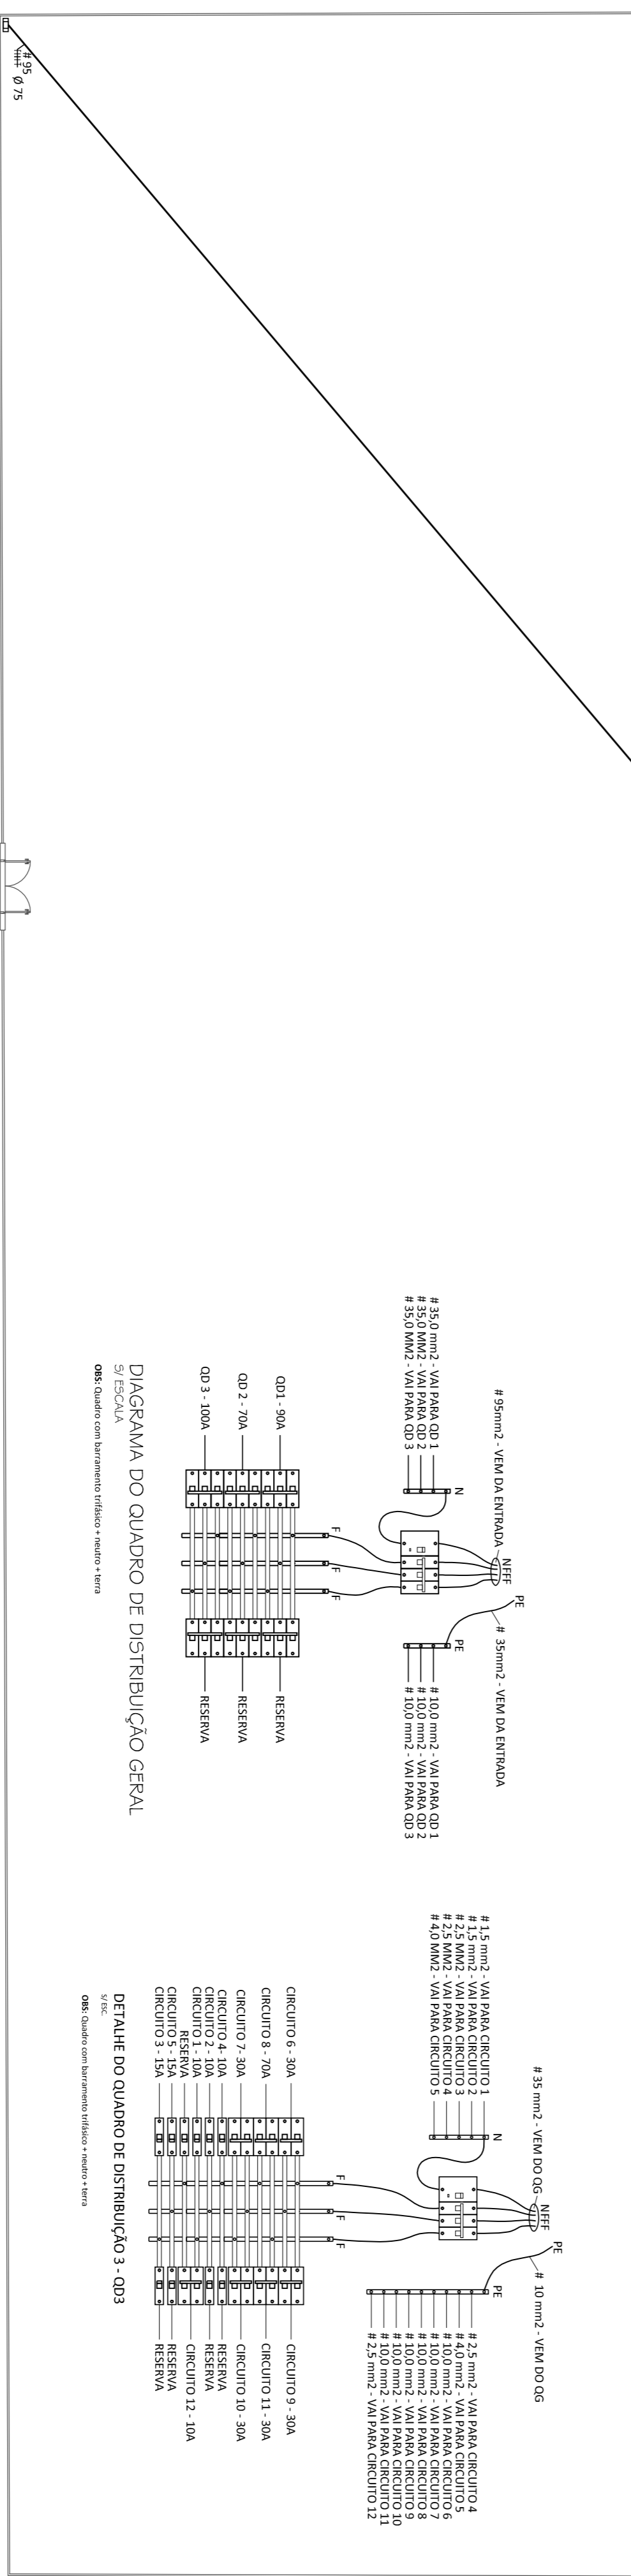 # 95
Ø 75
# 95mm2 - VEM DA ENTRADA
NFFF
PE
# 35mm2 - VEM DA ENTRADA
N
PE
# 35,0 mm2 - VAI PARA QD 1
# 35,0 MM2 - VAI PARA QD 2
# 35,0 MM2 - VAI PARA QD 3
# 10,0 mm2 - VAI PARA QD 1
# 10,0 mm2 - VAI PARA QD 2
# 10,0 mm2 - VAI PARA QD 3
F
F
F
QD1 - 90A
QD 2 - 70A
QD 3 - 100A
RESERVA
RESERVA
RESERVA
DIAGRAMA DO QUADRO DE DISTRIBUIÇÃO GERAL
S/ ESCALA
OBS: Quadro com barramento trifásico + neutro + terra
# 35 mm2 - VEM DO QG
NFFF
PE
# 10 mm2 - VEM DO QG
N
PE
# 1,5 mm2 - VAI PARA CIRCUITO 1
# 1,5 mm2 - VAI PARA CIRCUITO 2
# 2,5 MM2 - VAI PARA CIRCUITO 3
# 2,5 MM2 - VAI PARA CIRCUITO 4
# 4,0 MM2 - VAI PARA CIRCUITO 5
# 2,5 mm2 - VAI PARA CIRCUITO 4
# 4,0 mm2 - VAI PARA CIRCUITO 5
# 10,0 mm2 - VAI PARA CIRCUITO 6
# 10,0 mm2 - VAI PARA CIRCUITO 7
# 10,0 mm2 - VAI PARA CIRCUITO 8
# 10,0 mm2 - VAI PARA CIRCUITO 9
# 10,0 mm2 - VAI PARA CIRCUITO 10
# 10,0 mm2 - VAI PARA CIRCUITO 11
# 2,5 mm2 - VAI PARA CIRCUITO 12
F
F
F
CIRCUITO 6 - 30A
CIRCUITO 8 - 70A
CIRCUITO 7- 30A
CIRCUITO 4- 10A
CIRCUITO 2 - 10A
CIRCUITO 1 - 10A
RESERVA
CIRCUITO 5 - 15A
CIRCUITO 3 - 15A
CIRCUITO 9 - 30A
CIRCUITO 11 - 30A
CIRCUITO 10 - 30A
RESERVA
RESERVA
CIRCUITO 12 - 10A
RESERVA
RESERVA
DETALHE DO QUADRO DE DISTRIBUIÇÃO 3 - QD3
S/ ESC.
OBS: Quadro com barramento trifásico + neutro + terra